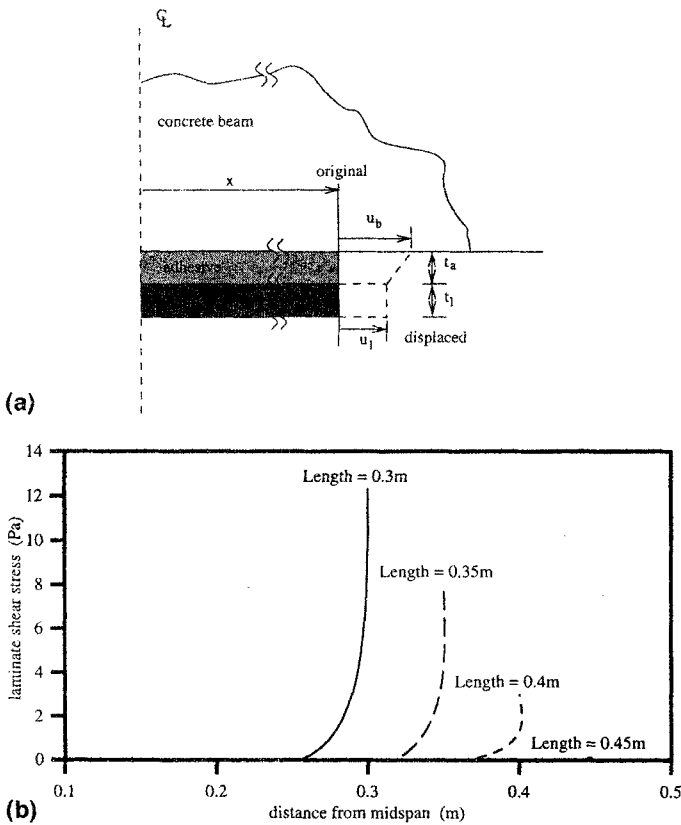 ℄
concrete beam
original
x
u_b
adhesive
t_a
t_l
u_l
displaced
(a)
14
Length = 0.3m
12
10
Length = 0.35m
8
6
Length = 0.4m
4
2
Length = 0.45m
0
laminate shear stress (Pa)
0.1
0.2
0.3
0.4
0.5
distance from midspan (m)
(b)